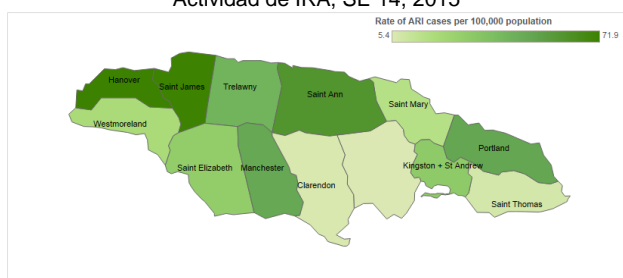 Actividad de IRA, SE 14, 2015
Rate of ARI cases per 100,000 population
5.4 71.9
Hanover
Saint James
Trelawny
Saint Ann
Saint Mary
Westmoreland
Portland
Saint Elizabeth
Manchester
Kingston + St Andrew
Clarendon
Saint Thomas